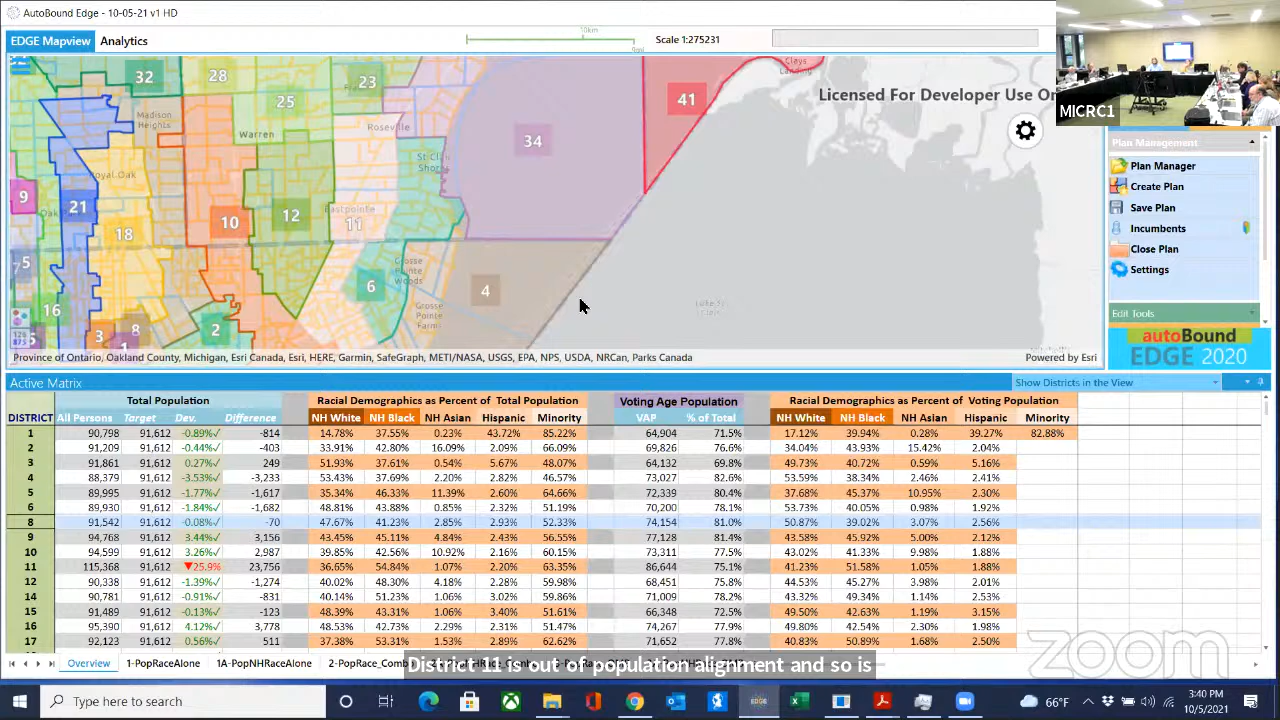 AutoBound Edge - 10-05-21 v1 HD
EDGE Mapview Analytics
10km
Scale 1:275231
MICRC1
Licensed For Developer Use
32 28 23 25 41 34 9 21 18 10 12 11 6 4 16 2 8 3
Madison
Heights
Warren
Roseville
Royal Oak
Eastpointe
Grosse
Pointe
Woods
Grosse
Pointe
Province of Ontario, Oakland County, Michigan, Esri Canada, Esri, HERE, Garmin, SafeGraph, METI/NASA, USGS, EPA, NPS, USDA, NRCan, Parks Canada
Powered by Esri
Plan Management
Plan Manager
Create Plan
Save Plan
Incumbents
Close Plan
Settings
Edit Tools
autoBound
EDGE 2020
Active Matrix
Show Districts in the View
Total Population Racial Demographics as Percent of Total Population Voting Age Population Racial Demographics as Percent of Voting Population
DISTRICT All Persons Target Dev. Difference NH White NH Black NH Asian Hispanic Minority VAP % of Total NH White NH Black NH Asian Hispanic Minority
1 90,798 91,612 -0.89%✓ -814 14.78% 37.55% 0.23% 43.72% 85.22% 64,904 71.5% 17.12% 39.94% 0.28% 39.27% 82.88%
2 91,209 91,612 -0.44%✓ -403 33.91% 42.80% 16.09% 2.09% 66.09% 69,826 76.6% 34.04% 43.93% 15.42% 2.04%
3 91,861 91,612 0.27%✓ 249 51.93% 37.61% 0.54% 5.67% 48.07% 64,132 69.8% 49.73% 40.72% 0.59% 5.16%
4 88,379 91,612 -3.53%✓ -3,233 53.43% 37.69% 2.20% 2.82% 46.57% 73,027 82.6% 53.59% 38.34% 2.46% 2.41%
5 89,995 91,612 -1.77%✓ -1,617 35.34% 46.33% 11.39% 2.60% 64.66% 72,339 80.4% 37.68% 45.37% 10.95% 2.30%
6 89,930 91,612 -1.84%✓ -1,682 48.81% 43.88% 0.85% 2.32% 51.19% 70,200 78.1% 53.73% 40.05% 0.98% 1.92%
8 91,542 91,612 -0.08%✓ -70 47.67% 41.23% 2.85% 2.93% 52.33% 74,154 81.0% 50.87% 39.02% 3.07% 2.56%
9 94,768 91,612 3.44%✓ 3,156 43.45% 45.11% 4.84% 2.43% 56.55% 77,128 81.4% 43.58% 45.92% 5.00% 2.12%
10 94,599 91,612 3.26%✓ 2,987 39.85% 42.56% 10.92% 2.16% 60.15% 73,311 77.5% 43.02% 41.33% 9.98% 1.88%
11 115,368 91,612 ▼25.9% 23,756 36.65% 54.84% 1.07% 2.20% 63.35% 86,644 75.1% 41.23% 51.58% 1.05% 1.88%
12 90,338 91,612 -1.39%✓ -1,274 40.02% 48.30% 4.18% 2.28% 59.98% 68,451 75.8% 44.53% 45.27% 3.98% 2.01%
14 90,781 91,612 -0.91%✓ -831 40.14% 51.23% 1.06% 3.02% 59.86% 71,009 78.2% 43.32% 49.34% 1.14% 2.53%
15 91,489 91,612 -0.13%✓ -123 48.39% 43.31% 1.06% 3.40% 51.61% 66,348 72.5% 49.50% 42.63% 1.19% 3.15%
16 95,390 91,612 4.12%✓ 3,778 48.53% 42.73% 2.29% 2.31% 51.47% 74,267 77.9% 49.81% 42.54% 2.30% 1.98%
17 92,123 91,612 0.56%✓ 511 37.38% 53.31% 1.53% 2.89% 62.62% 71,652 77.8% 40.83% 50.89% 1.68% 2.50%
Overview 1-PopRaceAlone 1A-PopNHRaceAlone 2-PopRace_Comb
District 11 is out of population alignment and so is
zoom
Type here to search
66°F
3:40 PM
10/5/2021